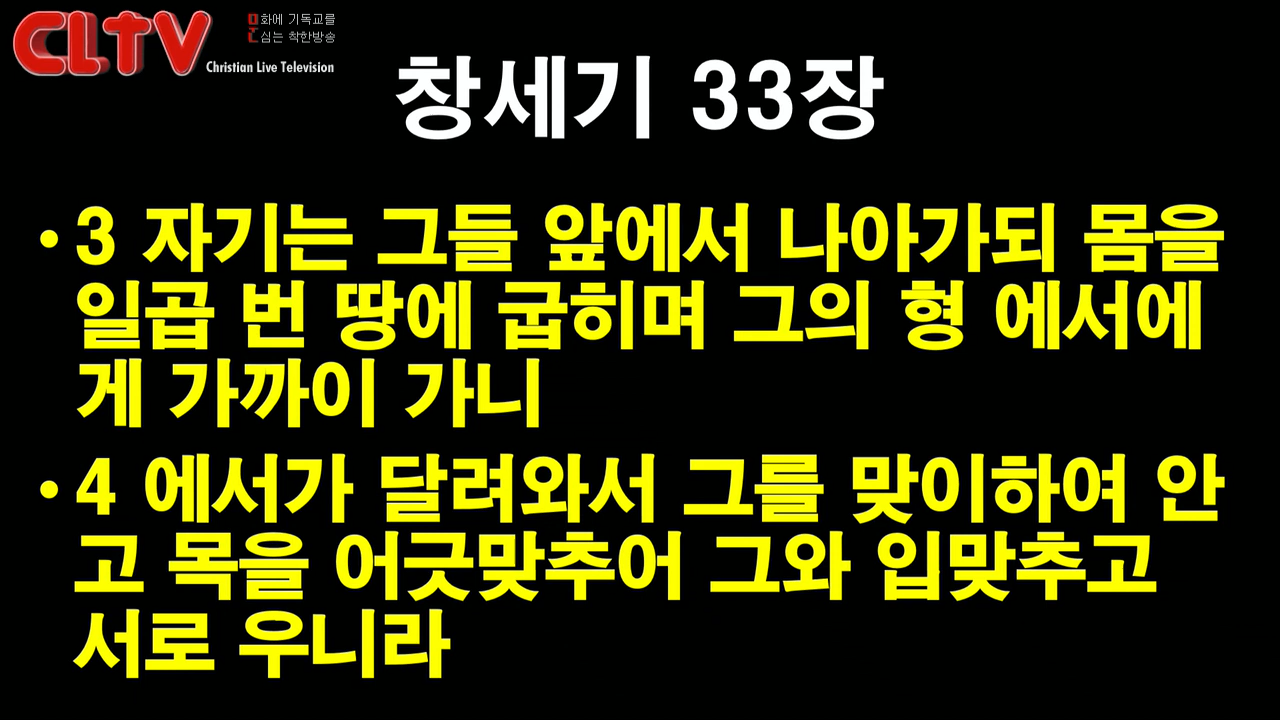 CLTV
문화에 기독교를
심는 착한방송
Christian Live Television
창세기 33장
• 3 자기는 그들 앞에서 나아가되 몸을
일곱 번 땅에 굽히며 그의 형 에서에
게 가까이 가니
• 4 에서가 달려와서 그를 맞이하여 안
고 목을 어긋맞추어 그와 입맞추고
서로 우니라